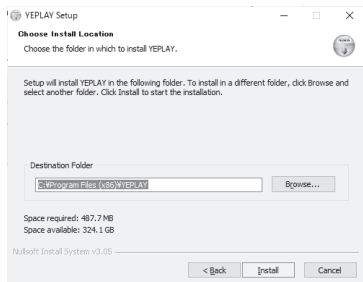 YEPLAY Setup
Choose Install Location
Choose the folder in which to install YEPLAY.
Setup will install YEPLAY in the following folder. To install in a different folder, click Browse and
select another folder. Click Install to start the installation.
Destination Folder
C:¥Program Files (x86)¥YEPLAY
Browse...
Space required: 487.7 MB
Space available: 324.1 GB
Nullsoft Install System v3.05
< Back
Install
Cancel